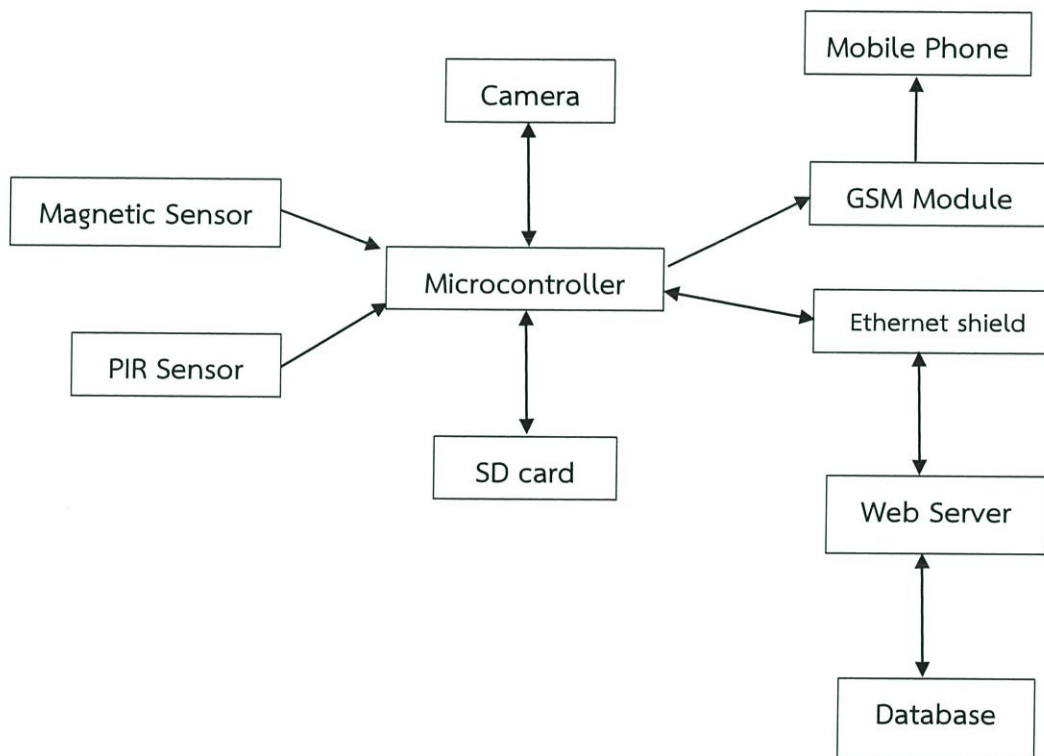 Mobile Phone
Camera
Magnetic Sensor
GSM Module
Microcontroller
Ethernet shield
PIR Sensor
SD card
Web Server
Database